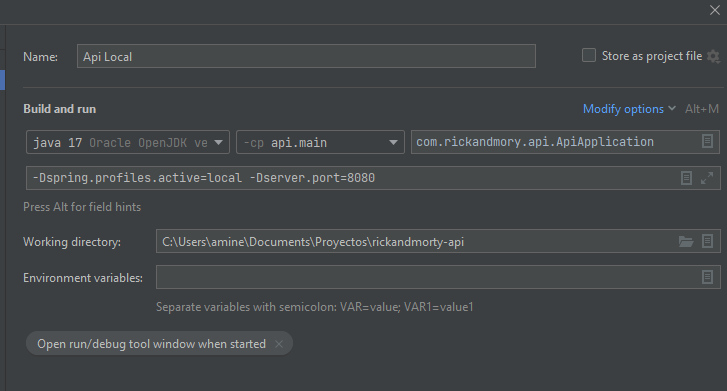 Name: Api Local Store as project file
Build and run Modify options Alt+M
java 17 Oracle OpenJDK ve -cp api.main com.rickandmory.api.ApiApplication
-Dspring.profiles.active=local -Dserver.port=8080
Press Alt for field hints
Working directory: C:\Users\amine\Documents\Proyectos\rickandmorty-api
Environment variables:
Separate variables with semicolon: VAR=value; VAR1=value1
Open run/debug tool window when started